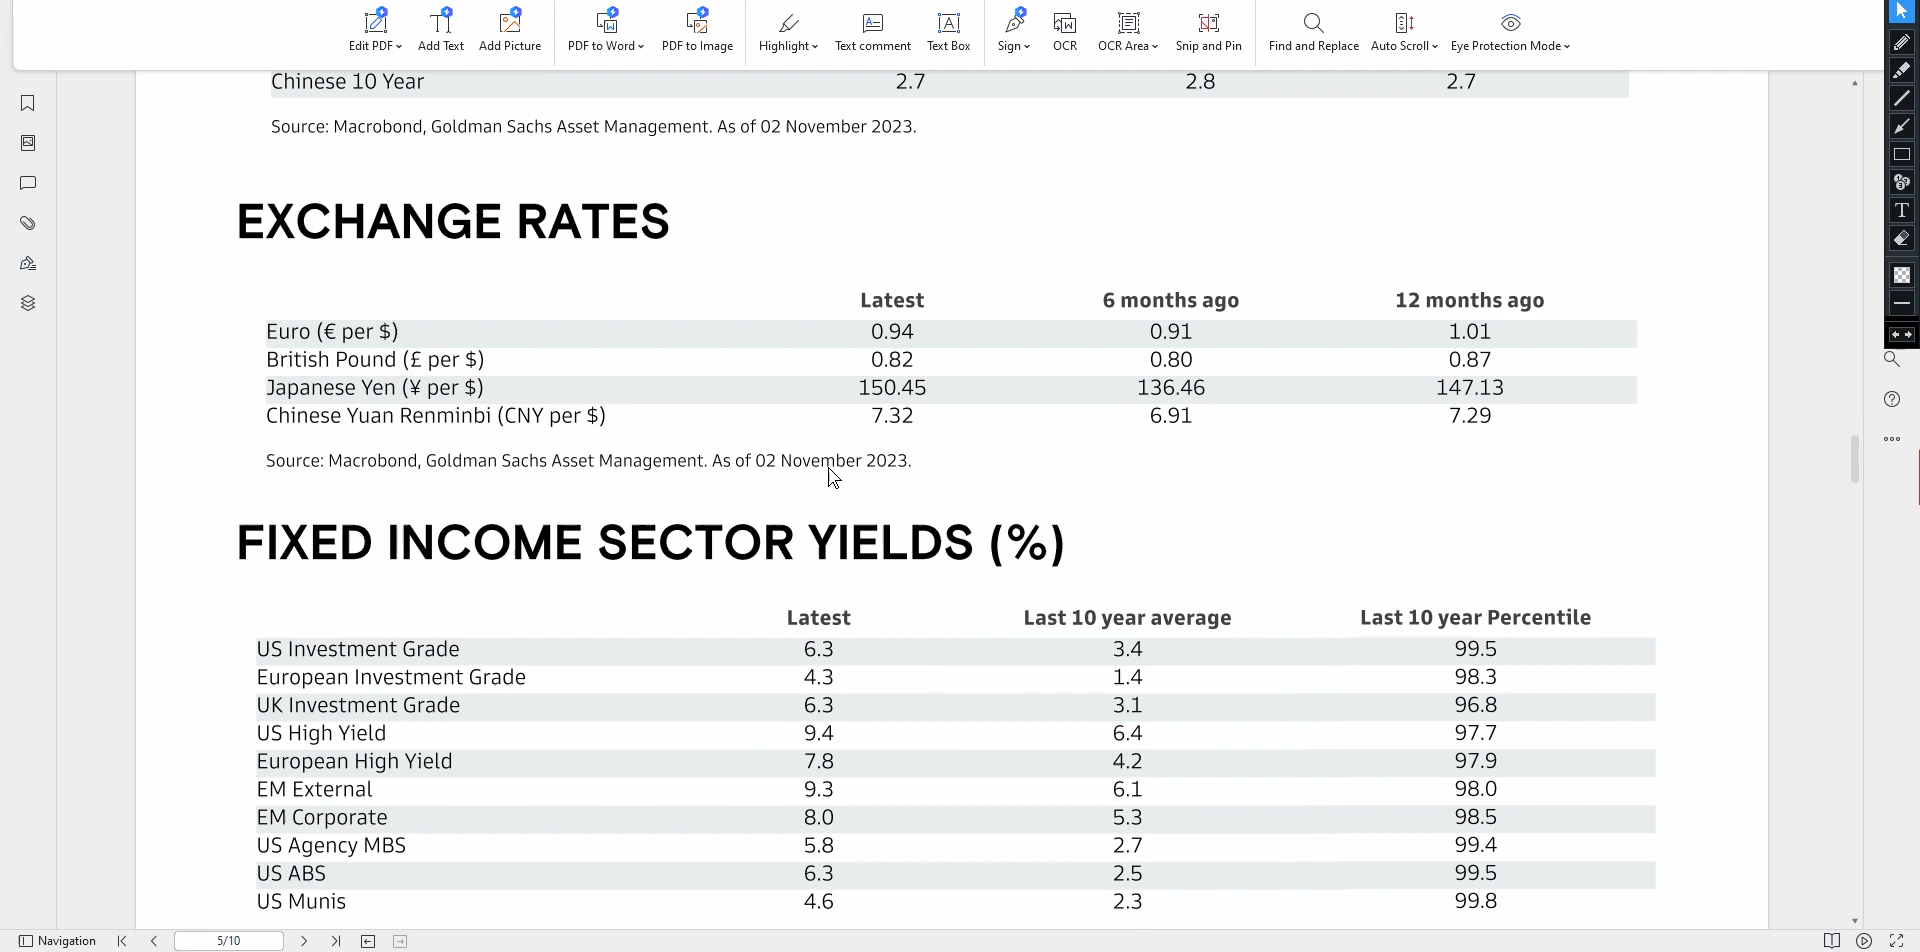 Edit PDF Add Text Add Picture PDF to Word PDF to Image Highlight Text comment Text Box Sign OCR OCR Area Snip and Pin Find and Replace Auto Scroll Eye Protection Mode
Chinese 10 Year 2.7 2.8 2.7
Source: Macrobond, Goldman Sachs Asset Management. As of 02 November 2023.
EXCHANGE RATES
Latest 6 months ago 12 months ago
Euro (€ per $) 0.94 0.91 1.01
British Pound (£ per $) 0.82 0.80 0.87
Japanese Yen (¥ per $) 150.45 136.46 147.13
Chinese Yuan Renminbi (CNY per $) 7.32 6.91 7.29
Source: Macrobond, Goldman Sachs Asset Management. As of 02 November 2023.
FIXED INCOME SECTOR YIELDS (%)
Latest Last 10 year average Last 10 year Percentile
US Investment Grade 6.3 3.4 99.5
European Investment Grade 4.3 1.4 98.3
UK Investment Grade 6.3 3.1 96.8
US High Yield 9.4 6.4 97.7
European High Yield 7.8 4.2 97.9
EM External 9.3 6.1 98.0
EM Corporate 8.0 5.3 98.5
US Agency MBS 5.8 2.7 99.4
US ABS 6.3 2.5 99.5
US Munis 4.6 2.3 99.8
Navigation 5/10